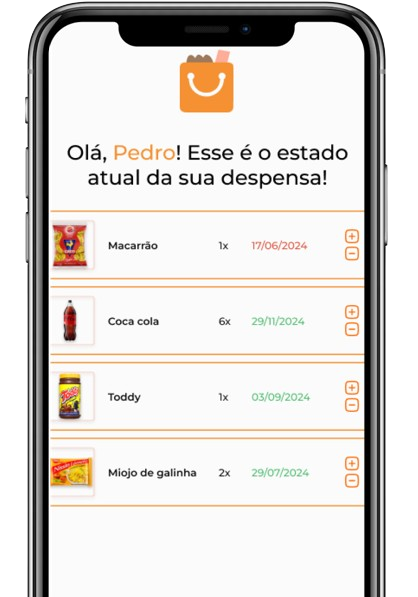 Olá, Pedro! Esse é o estado
atual da sua despensa!
Macarrão 1x 17/06/2024
Coca cola 6x 29/11/2024
Toddy 1x 03/09/2024
Toddy
Miojo de galinha 2x 29/07/2024